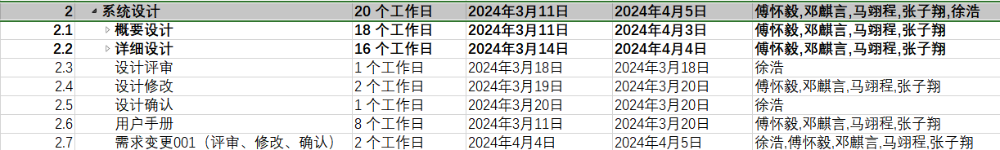 2 系统设计 20 个工作日 2024年3月11日 2024年4月5日 傅怀毅,邓麒言,马翊程,张子翔,徐浩
2.1 概要设计 18 个工作日 2024年3月11日 2024年4月3日 傅怀毅,邓麒言,马翊程,张子翔
2.2 详细设计 16 个工作日 2024年3月14日 2024年4月4日 傅怀毅,邓麒言,马翊程,张子翔
2.3 设计评审 1 个工作日 2024年3月18日 2024年3月18日 徐浩
2.4 设计修改 2 个工作日 2024年3月19日 2024年3月20日 傅怀毅,邓麒言,马翊程,张子翔
2.5 设计确认 1 个工作日 2024年3月20日 2024年3月20日 徐浩
2.6 用户手册 8 个工作日 2024年3月11日 2024年3月20日 傅怀毅,邓麒言,马翊程,张子翔
2.7 需求变更001（评审、修改、确认） 2 个工作日 2024年4月4日 2024年4月5日 徐浩,傅怀毅,邓麒言,马翊程,张子翔